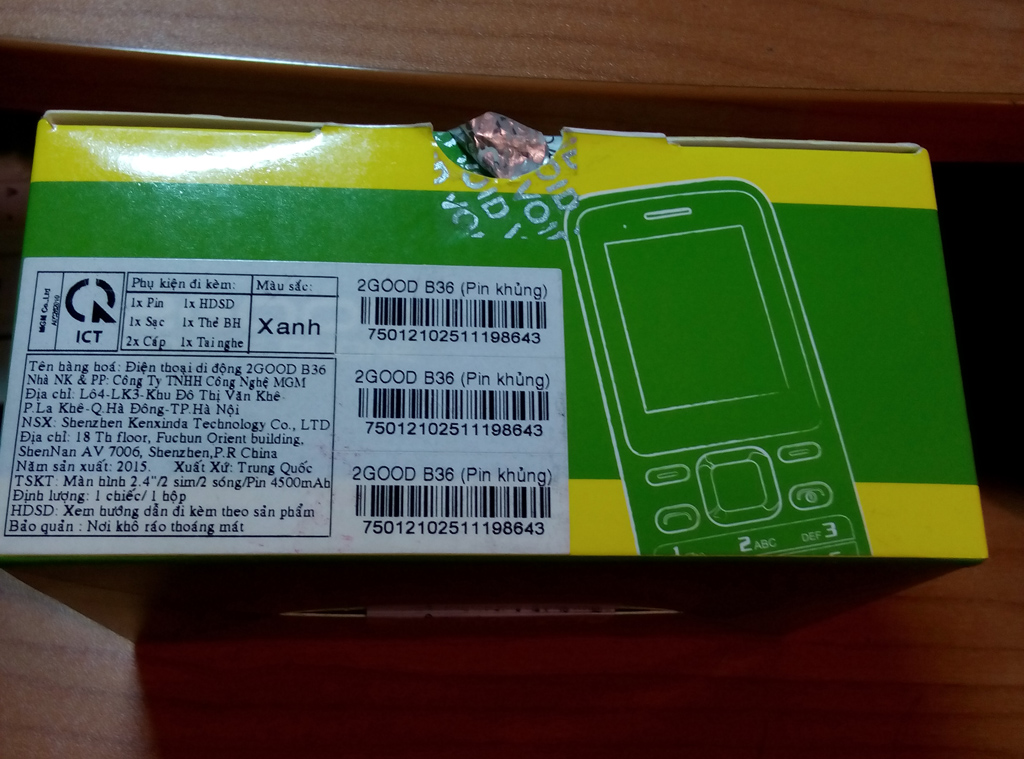 VOID
MGM Co.,Ltd
ICT
Phụ kiện đi kèm:
Màu sắc:
1x Pin 1x HDSD
1x Sạc 1x Thẻ BH
2x Cáp 1x Tai nghe
Xanh
Tên hàng hoá: Điện thoại di động 2GOOD B36
Nhà NK & PP: Công Ty TNHH Công Nghệ MGM
Địa chỉ: Lô4-LK3-Khu Đô Thị Văn Khê-
P.La Khê-Q.Hà Đông-TP.Hà Nội
NSX: Shenzhen Kenxinda Technology Co., LTD
Địa chỉ: 18 Th floor, Fuchun Orient building,
ShenNan AV 7006, Shenzhen,P.R China
Năm sản xuất: 2015. Xuất Xứ: Trung Quốc
TSKT: Màn hình 2.4"/2 sim/2 sóng/Pin 4500mAh
Định lượng: 1 chiếc/ 1 hộp
HDSD: Xem hướng dẫn đi kèm theo sản phẩm
Bảo quản : Nơi khô ráo thoáng mát
2GOOD B36 (Pin khủng)
75012102511198643
2GOOD B36 (Pin khủng)
75012102511198643
2GOOD B36 (Pin khủng)
75012102511198643
1 2 ABC DEF 3